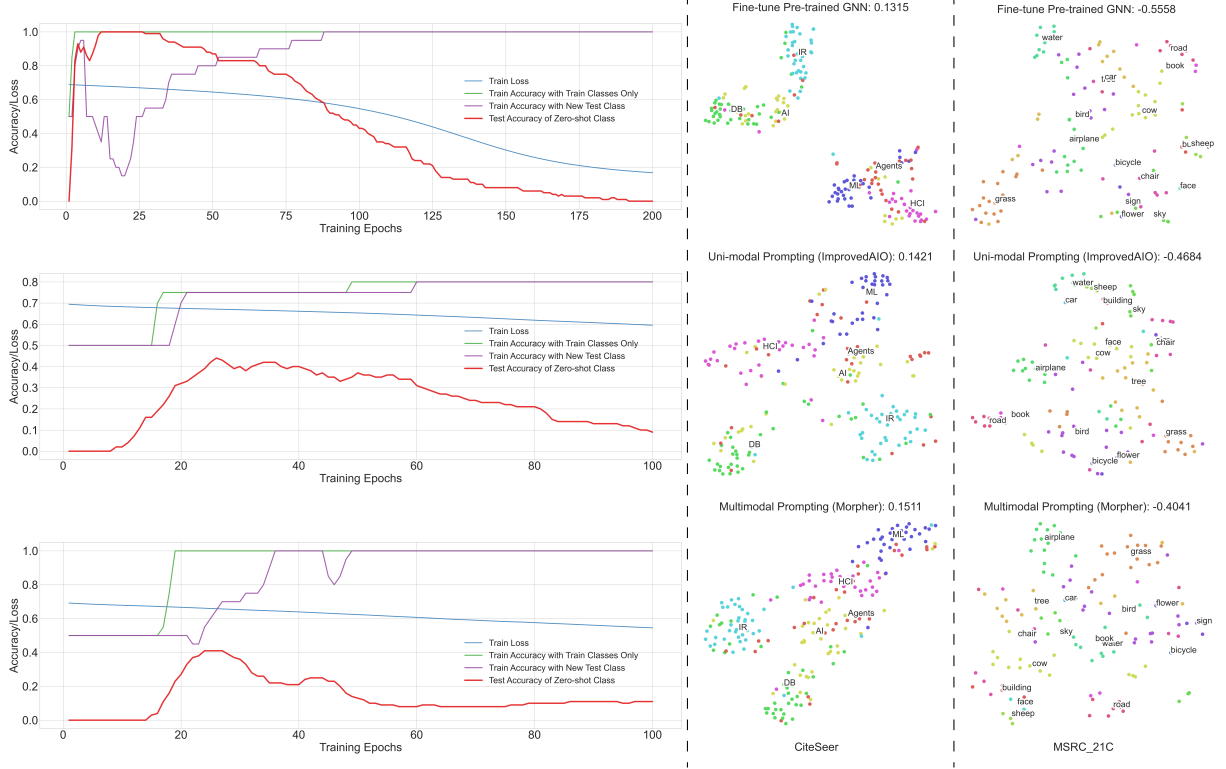 Accuracy/Loss
1.0
0.8
0.6
0.4
0.2
0.0
0 25 50 75 100 125 150 175 200
Training Epochs
Train Loss
Train Accuracy with Train Classes Only
Train Accuracy with New Test Class
Test Accuracy of Zero-shot Class
Accuracy/Loss
0.8
0.7
0.6
0.5
0.4
0.3
0.2
0.1
0.0
0 20 40 60 80 100
Training Epochs
Train Loss
Train Accuracy with Train Classes Only
Train Accuracy with New Test Class
Test Accuracy of Zero-shot Class
Accuracy/Loss
1.0
0.8
0.6
0.4
0.2
0.0
0 20 40 60 80 100
Training Epochs
Train Loss
Train Accuracy with Train Classes Only
Train Accuracy with New Test Class
Test Accuracy of Zero-shot Class
Fine-tune Pre-trained GNN: 0.1315
IR
DB
AI
Agents
ML
HCI
Uni-modal Prompting (ImprovedAIO): 0.1421
ML
HCI
Agents
AI
IR
DB
Multimodal Prompting (Morpher): 0.1511
ML
HCI
Agents
IR
AI
DB
CiteSeer
Fine-tune Pre-trained GNN: -0.5558
water
road
book
car
bird
cow
airplane
sheep
bicycle
chair
face
grass
sign
flower
sky
Uni-modal Prompting (ImprovedAIO): -0.4684
water
sheep
car
building
sky
face
chair
cow
airplane
tree
book
road
bird
grass
flower
bicycle
Multimodal Prompting (Morpher): -0.4041
airplane
grass
tree
car
flower
bird
sign
chair
sky
book
water
bicycle
cow
building
face
road
sheep
MSRC_21C